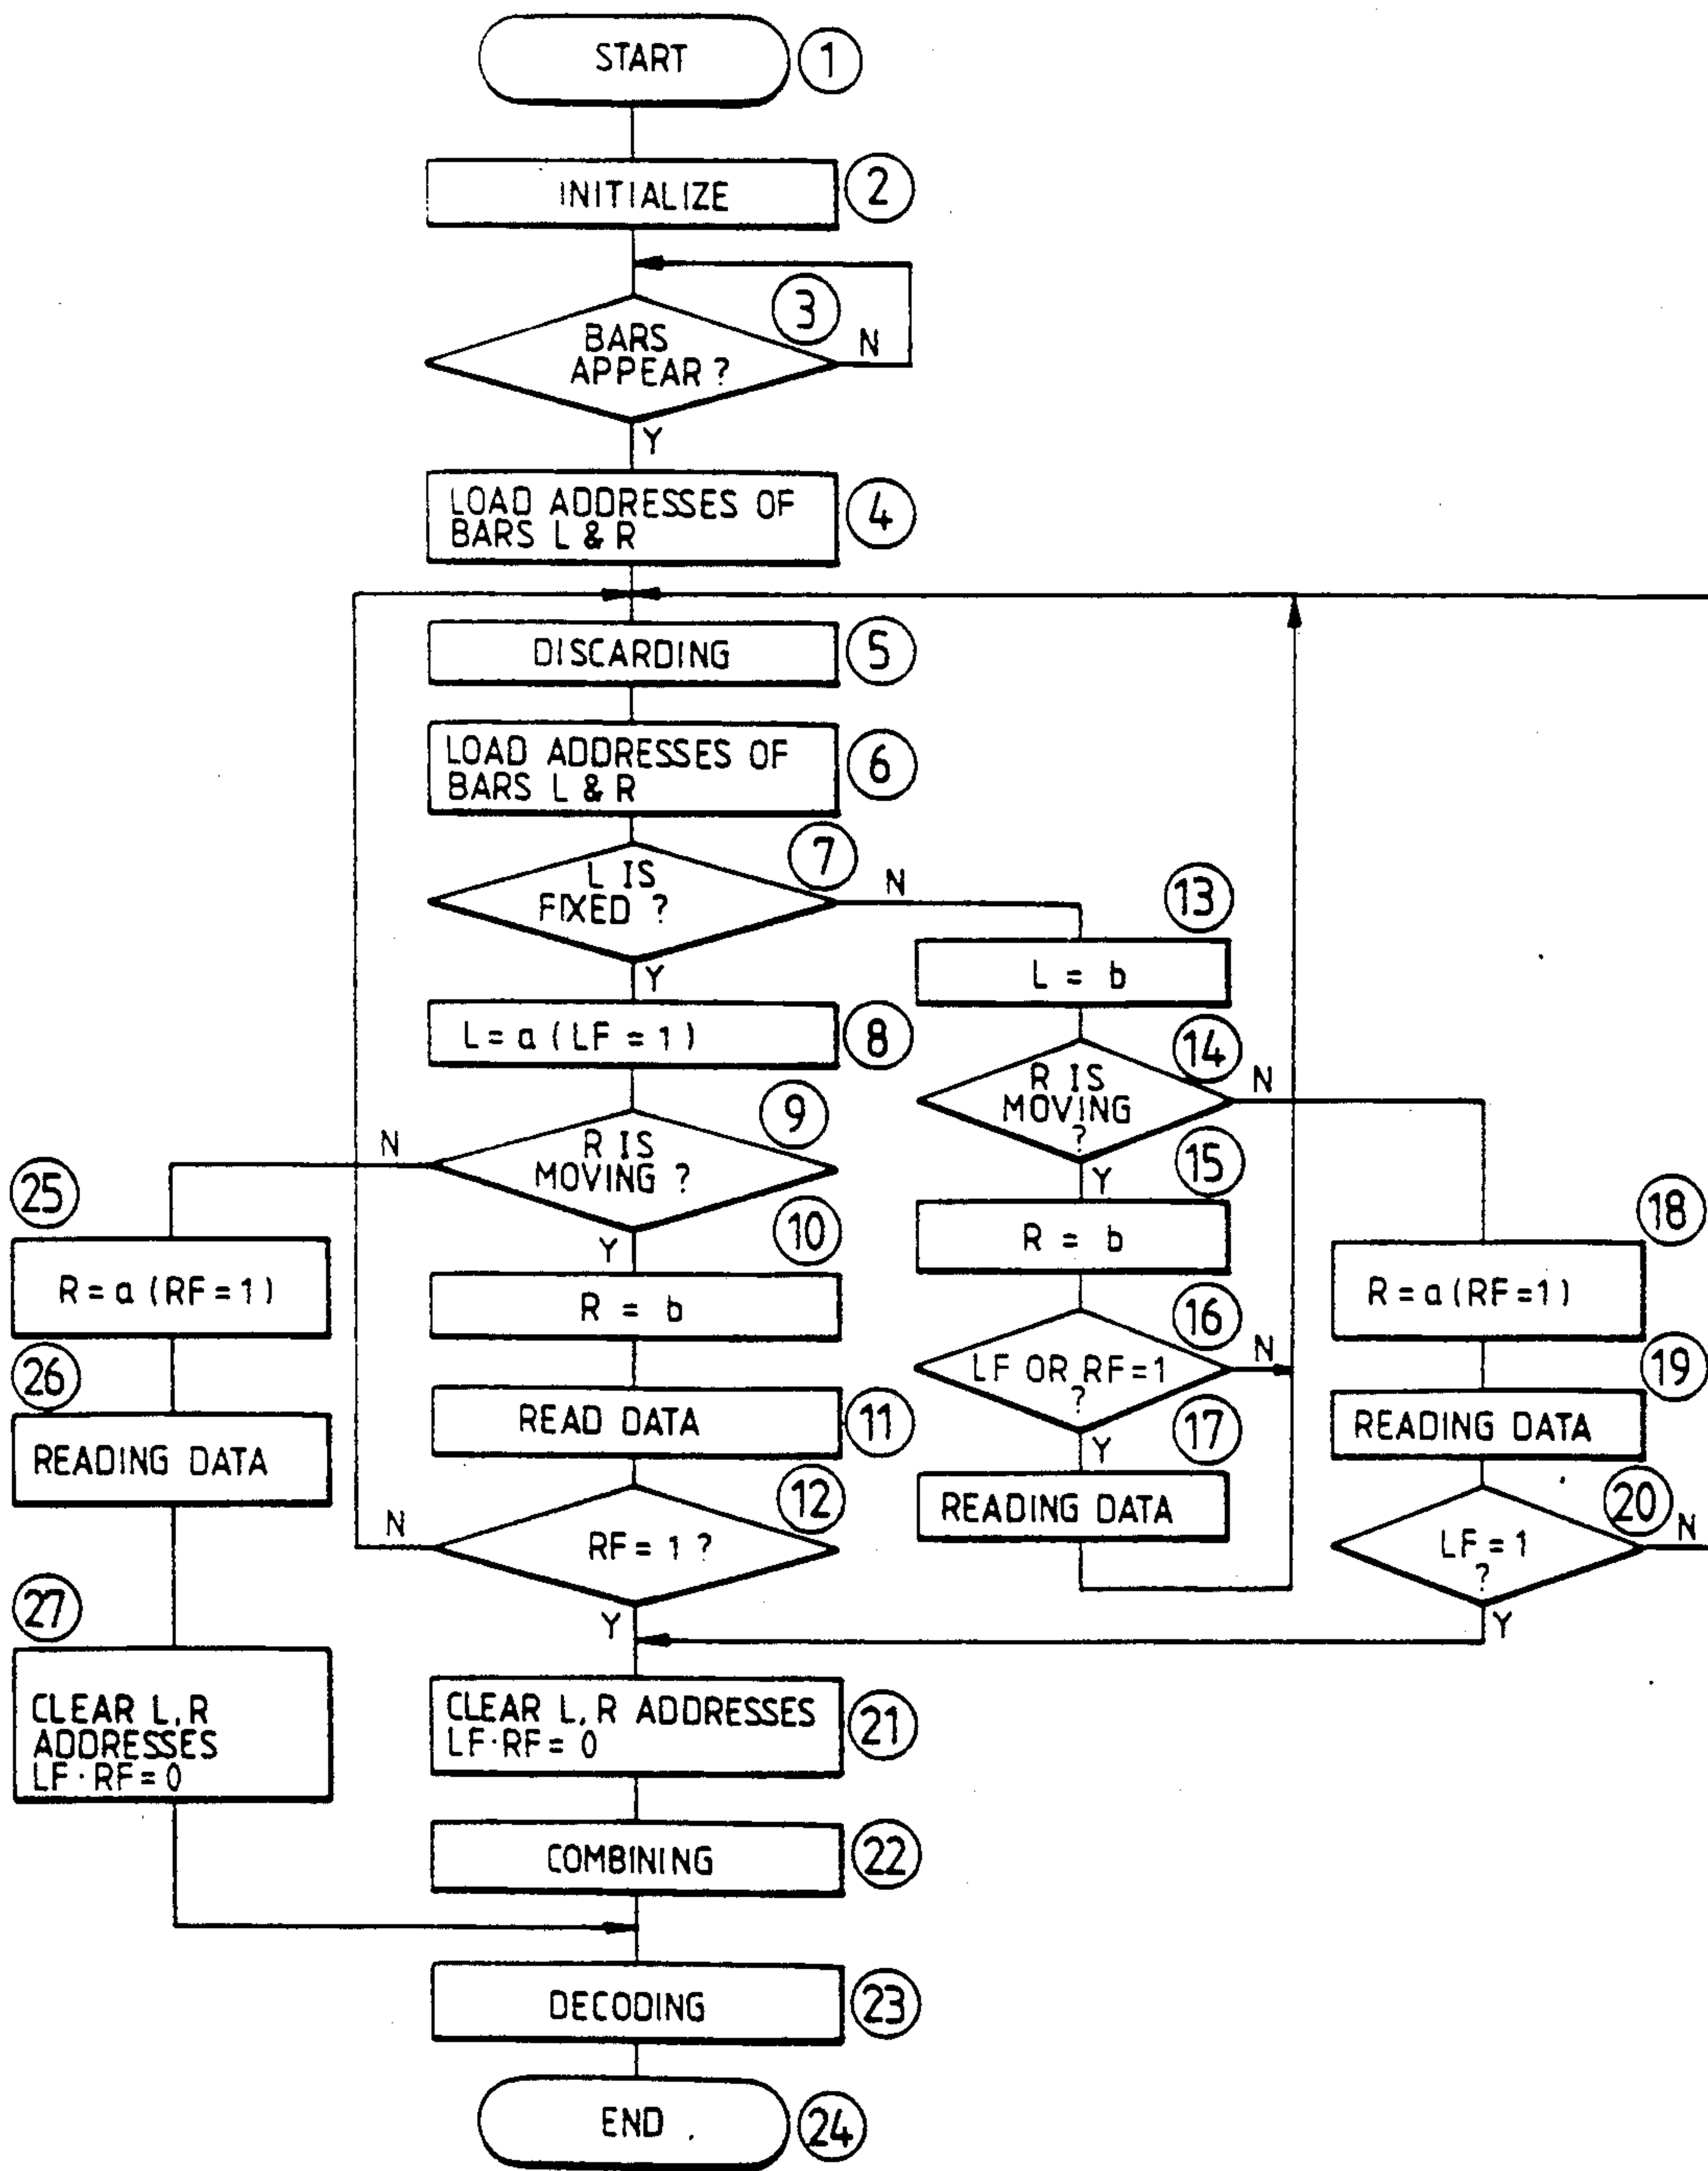 START
1
INITIALIZE
2
3
BARS
APPEAR ?
N
Y
LOAD ADDRESSES OF
BARS L & R
4
DISCARDING
5
LOAD ADDRESSES OF
BARS L & R
6
7
L IS
FIXED ?
N
Y
13
L = b
L = a ( LF = 1 )
8
14
R IS
MOVING
?
N
Y
9
R IS
MOVING ?
N
Y
15
R = b
25
R = a (RF=1)
10
R = b
18
R = a (RF=1)
16
LF OR RF=1
?
N
Y
26
READING DATA
READ DATA
11
19
READING DATA
17
READING DATA
12
RF = 1 ?
N
Y
20
LF = 1
?
N
Y
27
CLEAR L, R
ADDRESSES
LF·RF=0
CLEAR L, R ADDRESSES
LF·RF= 0
21
COMBINING
22
DECODING
23
END
24